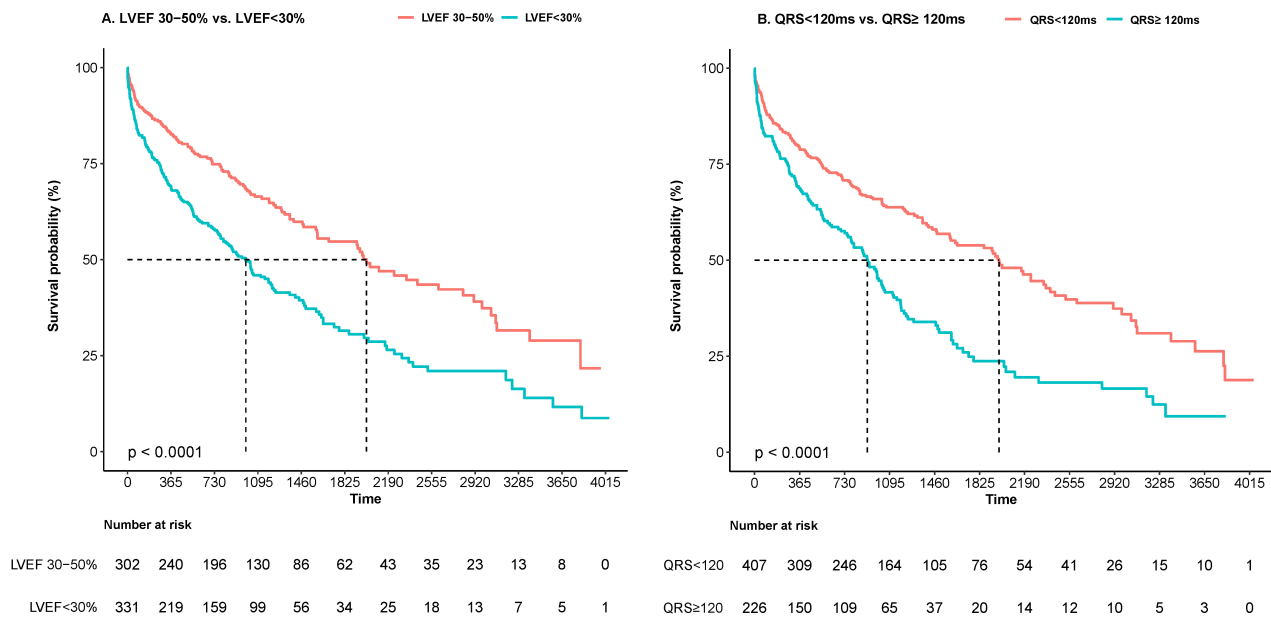 A. LVEF 30−50% vs. LVEF<30%
LVEF 30−50%
LVEF<30%
Survival probability (%)
100
75
50
25
0
p < 0.0001
0 365 730 1095 1460 1825 2190 2555 2920 3285 3650 4015
Time
Number at risk
LVEF 30−50% 302 240 196 130 86 62 43 35 23 13 8 0
LVEF<30% 331 219 159 99 56 34 25 18 13 7 5 1
B. QRS<120ms vs. QRS≥ 120ms
QRS<120ms
QRS≥ 120ms
Survival probability (%)
100
75
50
25
0
p < 0.0001
0 365 730 1095 1460 1825 2190 2555 2920 3285 3650 4015
Time
Number at risk
QRS<120 407 309 246 164 105 76 54 41 26 15 10 1
QRS≥120 226 150 109 65 37 20 14 12 10 5 3 0